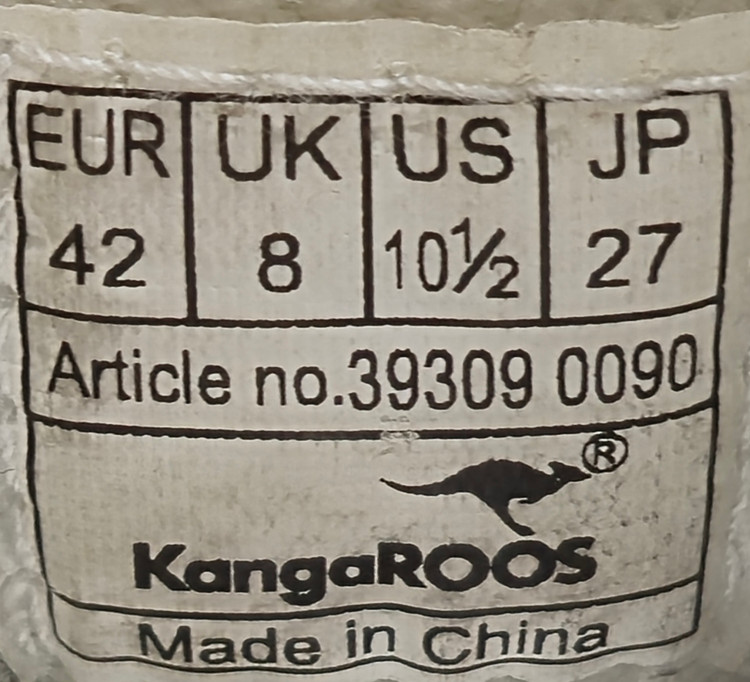 EUR UK US JP
42 8 10½ 27
Article no.39309 0090
®
KangaROOS
Made in China